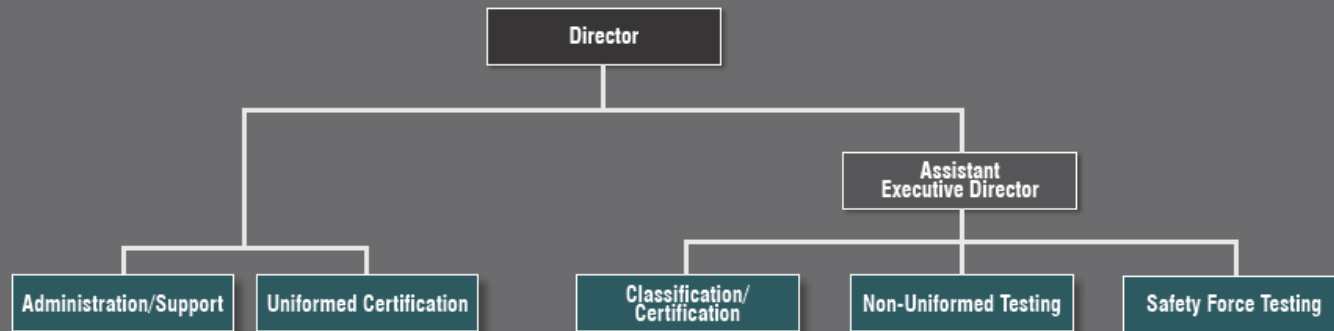 Director
Assistant
Executive Director
Administration/Support
Uniformed Certification
Classification/
Certification
Non-Uniformed Testing
Safety Force Testing